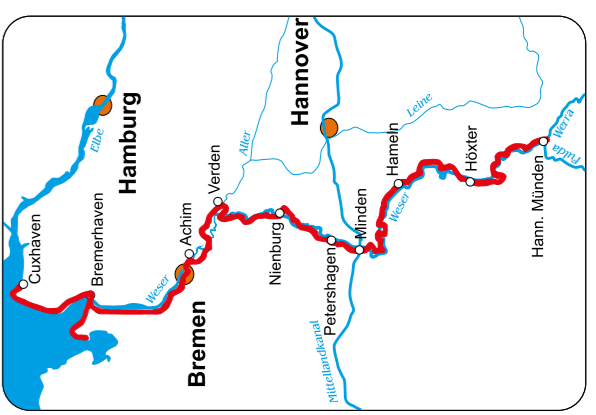 Cuxhaven
Elbe
Hamburg
Bremerhaven
Weser
Bremen
Achim
Verden
Aller
Nienburg
Hannover
Petershagen
Minden
Mittellandkanal
Hameln
Weser
Leine
Höxter
Hann. Münden
Werra
Fulda